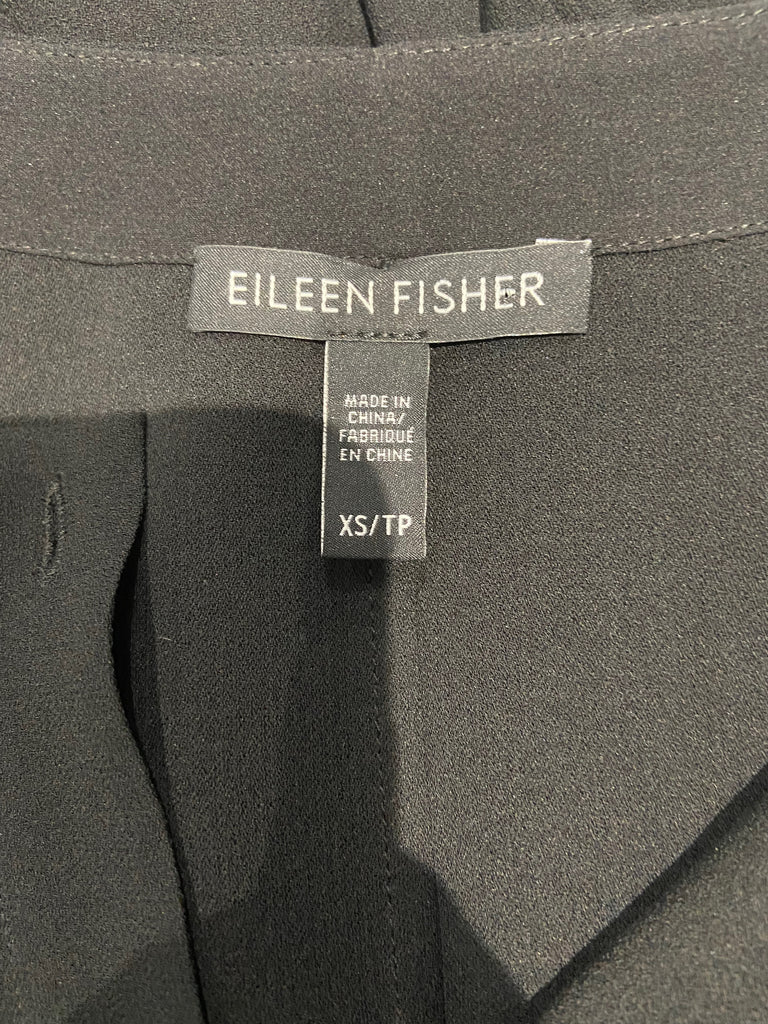 EILEEN FISHER
MADE IN
CHINA/
FABRIQUÉ
EN CHINE
XS/TP